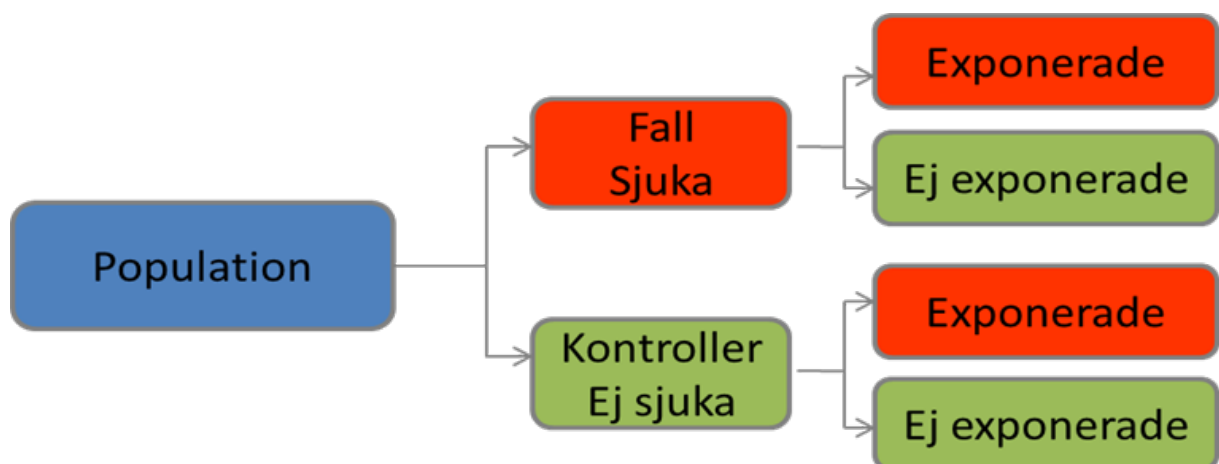 Population
Fall
Sjuka
Kontroller
Ej sjuka
Exponerade
Ej exponerade
Exponerade
Ej exponerade